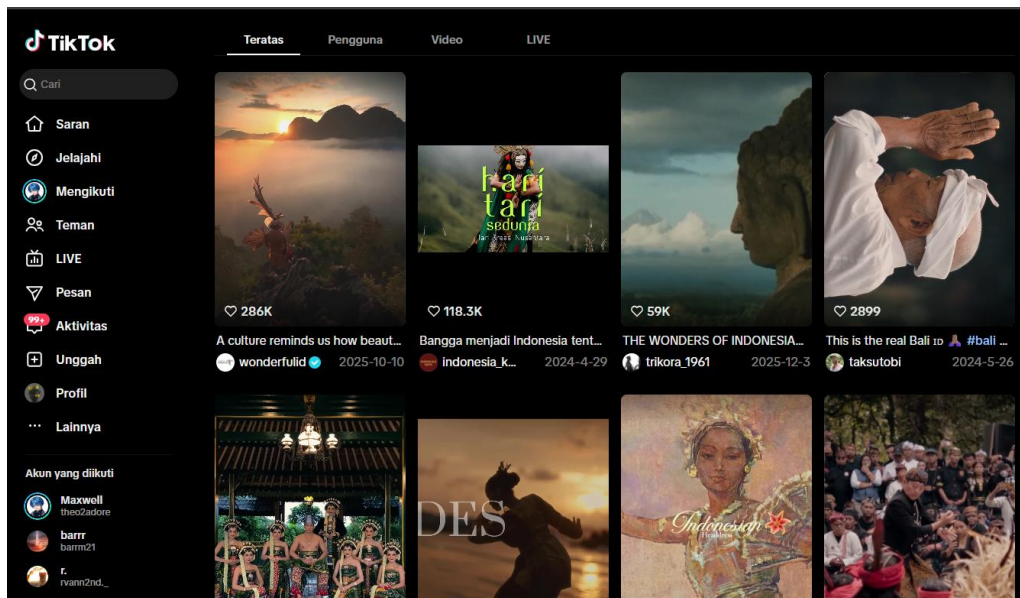 TikTok
Cari
Saran
Jelajahi
Mengikuti
Teman
LIVE
Pesan
99+
Aktivitas
Unggah
Profil
Lainnya
Akun yang diikuti
Maxwell
theo2adore
barrr
barrm21
r.
rvann2nd._
Teratas Pengguna Video LIVE
286K
A culture reminds us how beaut...
wonderfulid 2025-10-10
hari
tari
sedunia
118.3K
Bangga menjadi Indonesia tent...
indonesia_k... 2024-4-29
59K
THE WONDERS OF INDONESIA...
trikora_1961 2025-12-3
2899
This is the real Bali ID #bali ...
taksutobi 2024-5-26
DES
Indonesian
Headdress